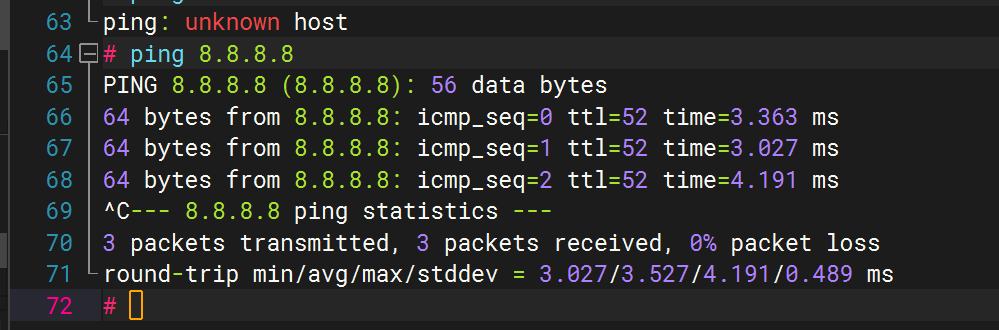 63 ping: unknown host
64 # ping 8.8.8.8
65 PING 8.8.8.8 (8.8.8.8): 56 data bytes
66 64 bytes from 8.8.8.8: icmp_seq=0 ttl=52 time=3.363 ms
67 64 bytes from 8.8.8.8: icmp_seq=1 ttl=52 time=3.027 ms
68 64 bytes from 8.8.8.8: icmp_seq=2 ttl=52 time=4.191 ms
69 ^C--- 8.8.8.8 ping statistics ---
70 3 packets transmitted, 3 packets received, 0% packet loss
71 round-trip min/avg/max/stddev = 3.027/3.527/4.191/0.489 ms
72 #